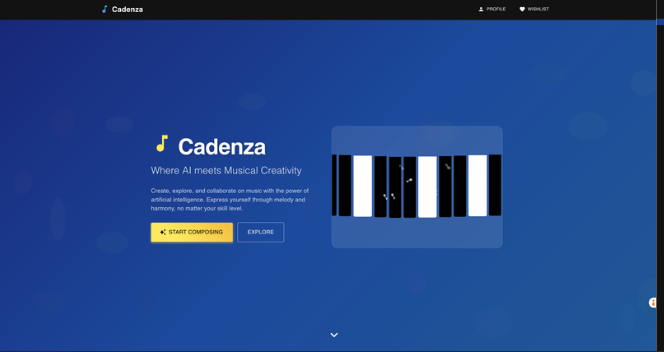 Cadenza
PROFILE
WISHLIST
Cadenza
Where AI meets Musical Creativity
Create, explore, and collaborate on music with the power of
artificial intelligence. Express yourself through melody and
harmony, no matter your skill level.
START COMPOSING
EXPLORE